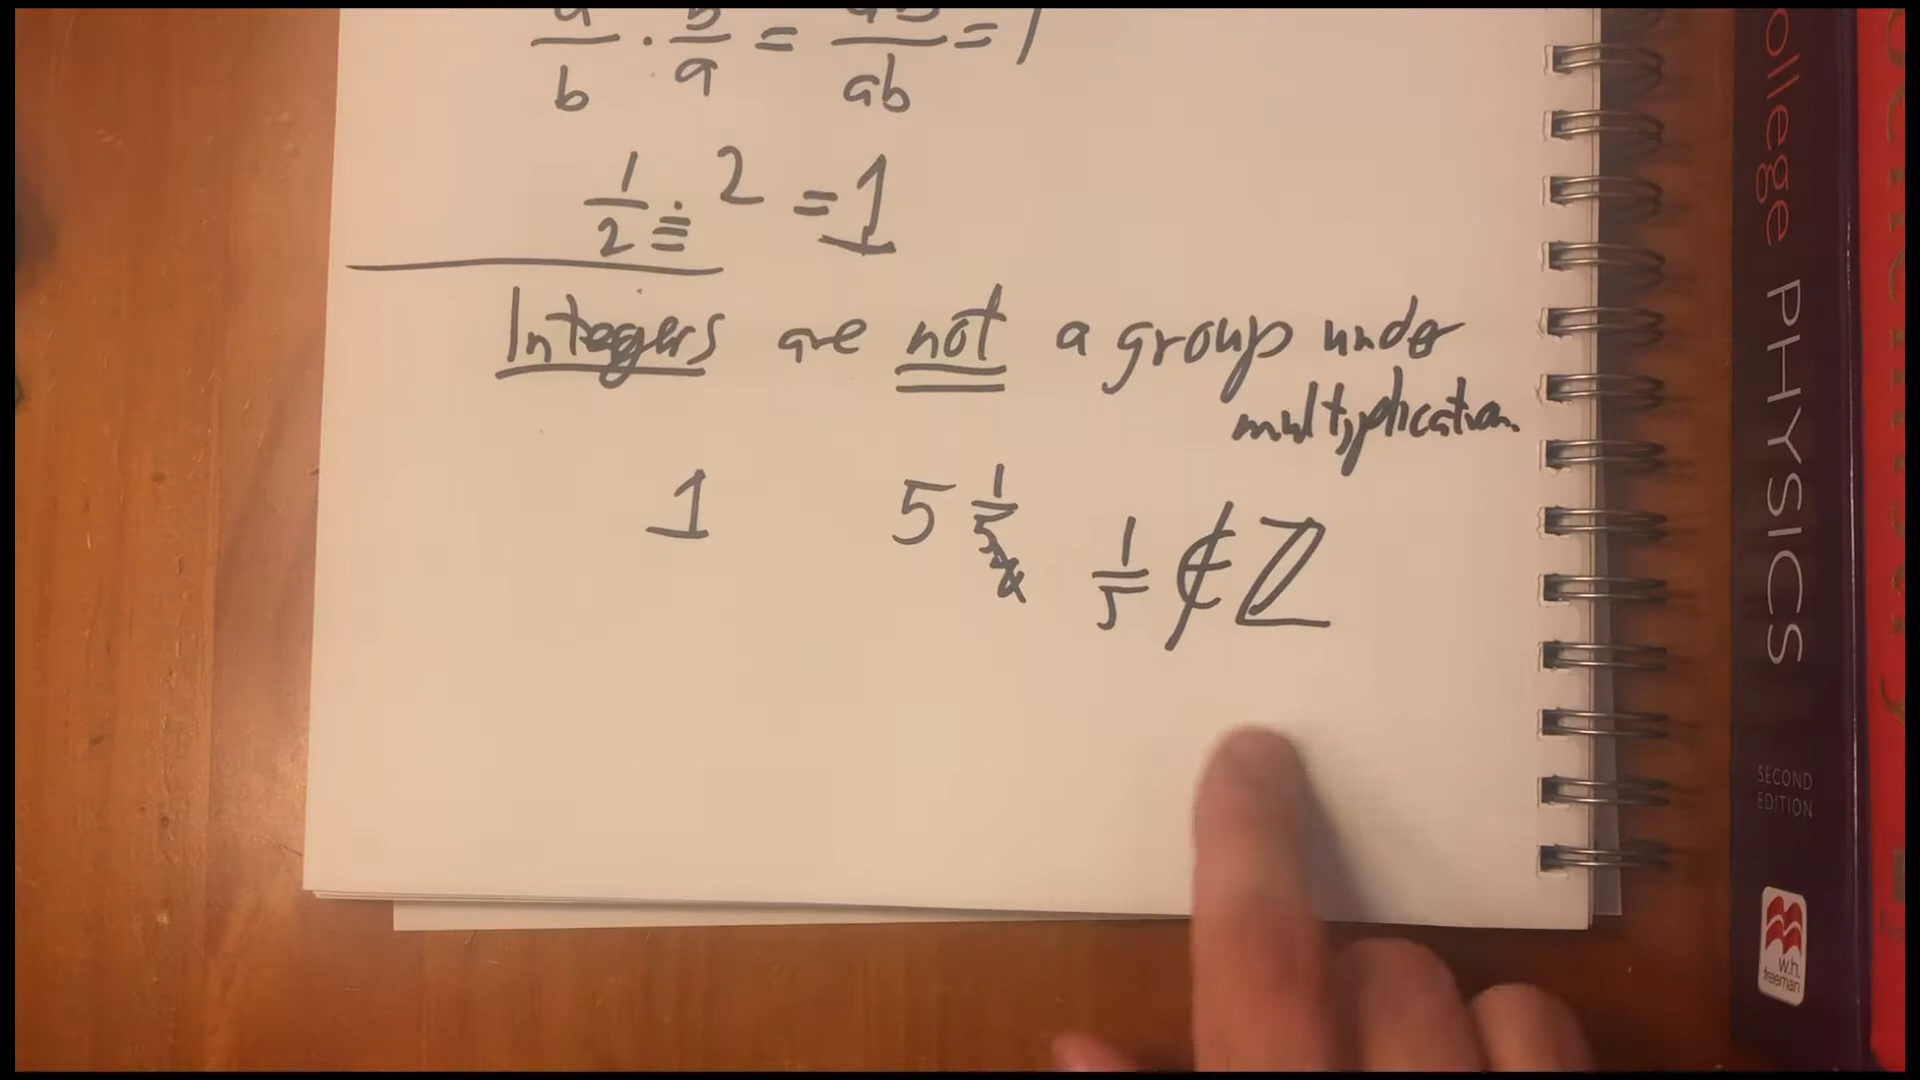 a/b · b/a = ab/ab = 1
1/2 · 2 = 1
Integers are not a group under
multiplication.
1 5 1/5 1/5 ∉ ℤ
ollege PHYSICS
SECOND
EDITION
w.h.
freeman